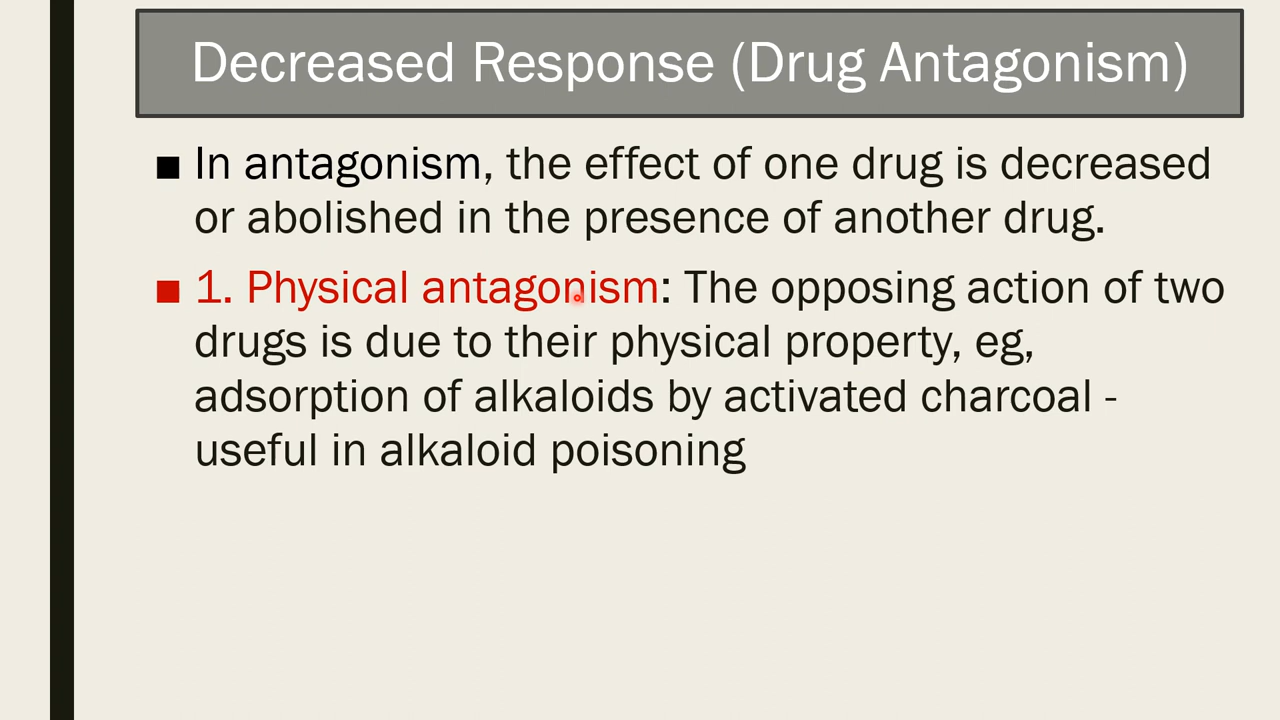 Decreased Response (Drug Antagonism)
■ In antagonism, the effect of one drug is decreased
or abolished in the presence of another drug.
■ 1. Physical antagonism: The opposing action of two
drugs is due to their physical property, eg,
adsorption of alkaloids by activated charcoal -
useful in alkaloid poisoning